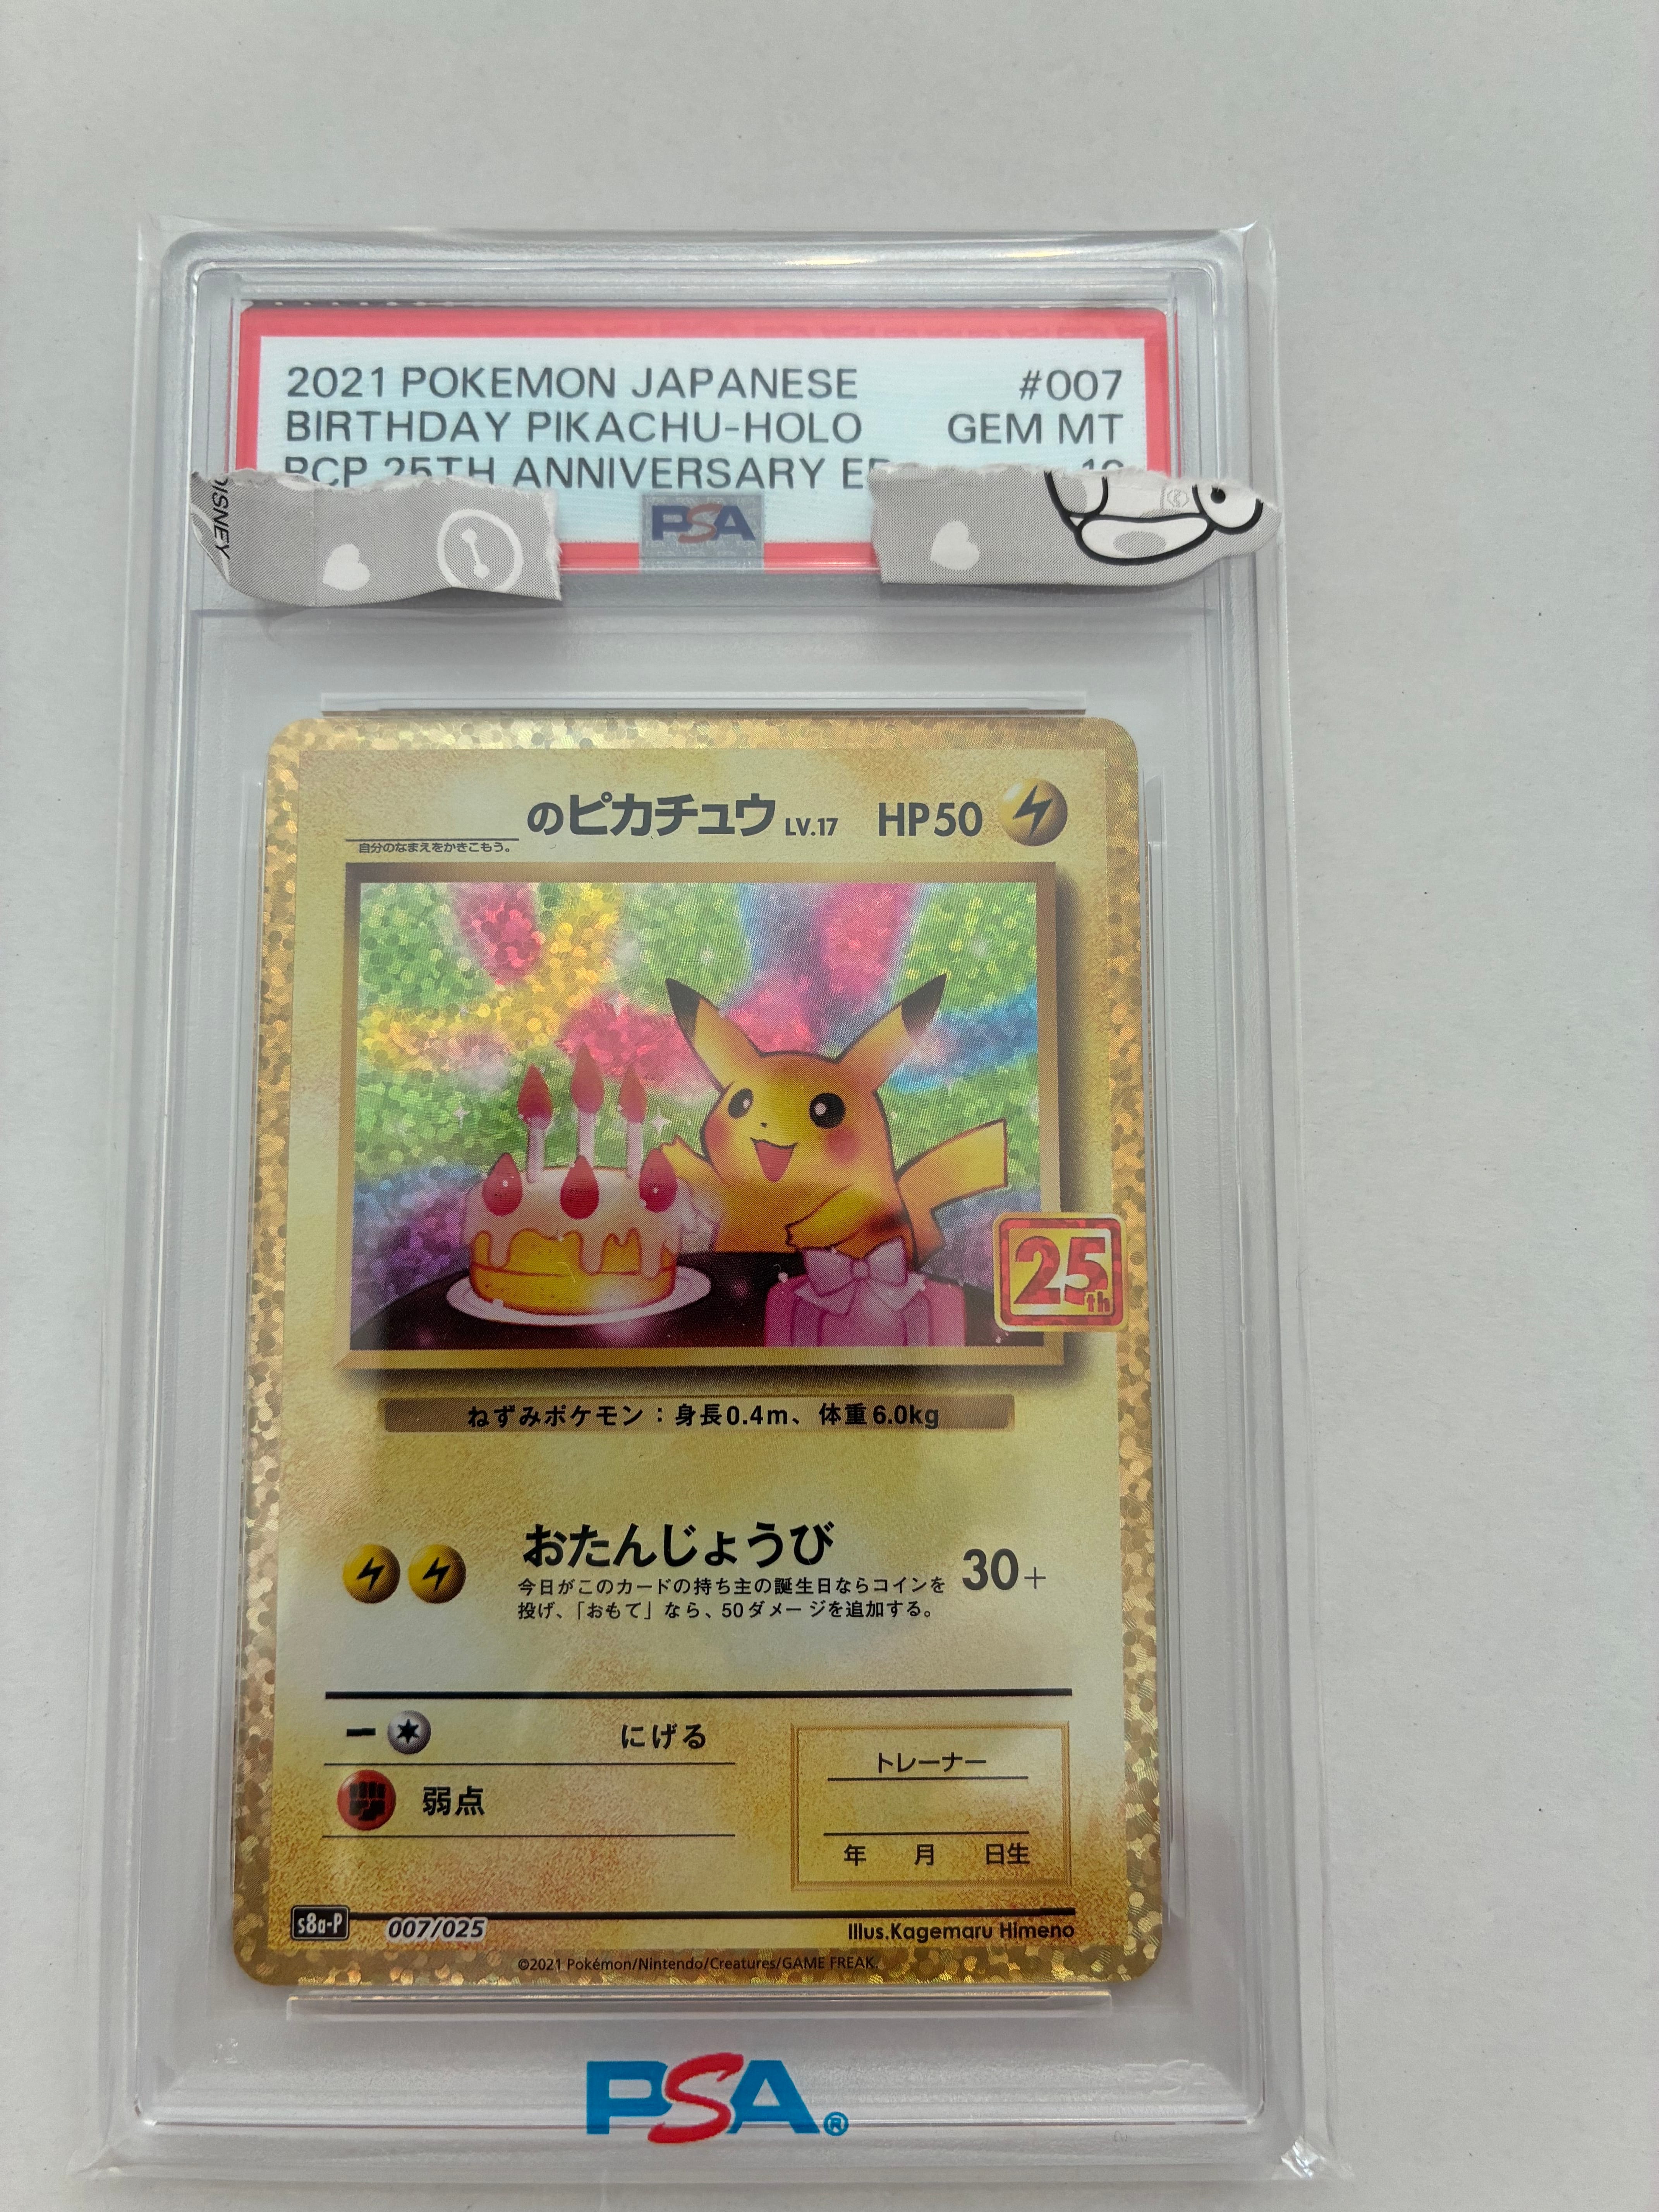 2021 POKEMON JAPANESE #007
BIRTHDAY PIKACHU-HOLO GEM MT
PCP 25TH ANNIVERSARY ED 10
DISNEY
PSA
のピカチュウ LV.17 HP50
自分のなまえをかきこもう。
25th
ねずみポケモン：身長0.4m、体重6.0kg
おたんじょうび 30+
今日がこのカードの持ち主の誕生日ならコインを
投げ、「おもて」なら、50ダメージを追加する。
ー にげる
弱点
トレーナー
年 月 日生
s8a-P 007/025 Illus.Kagemaru Himeno
©2021 Pokémon/Nintendo/Creatures/GAME FREAK.
PSA®